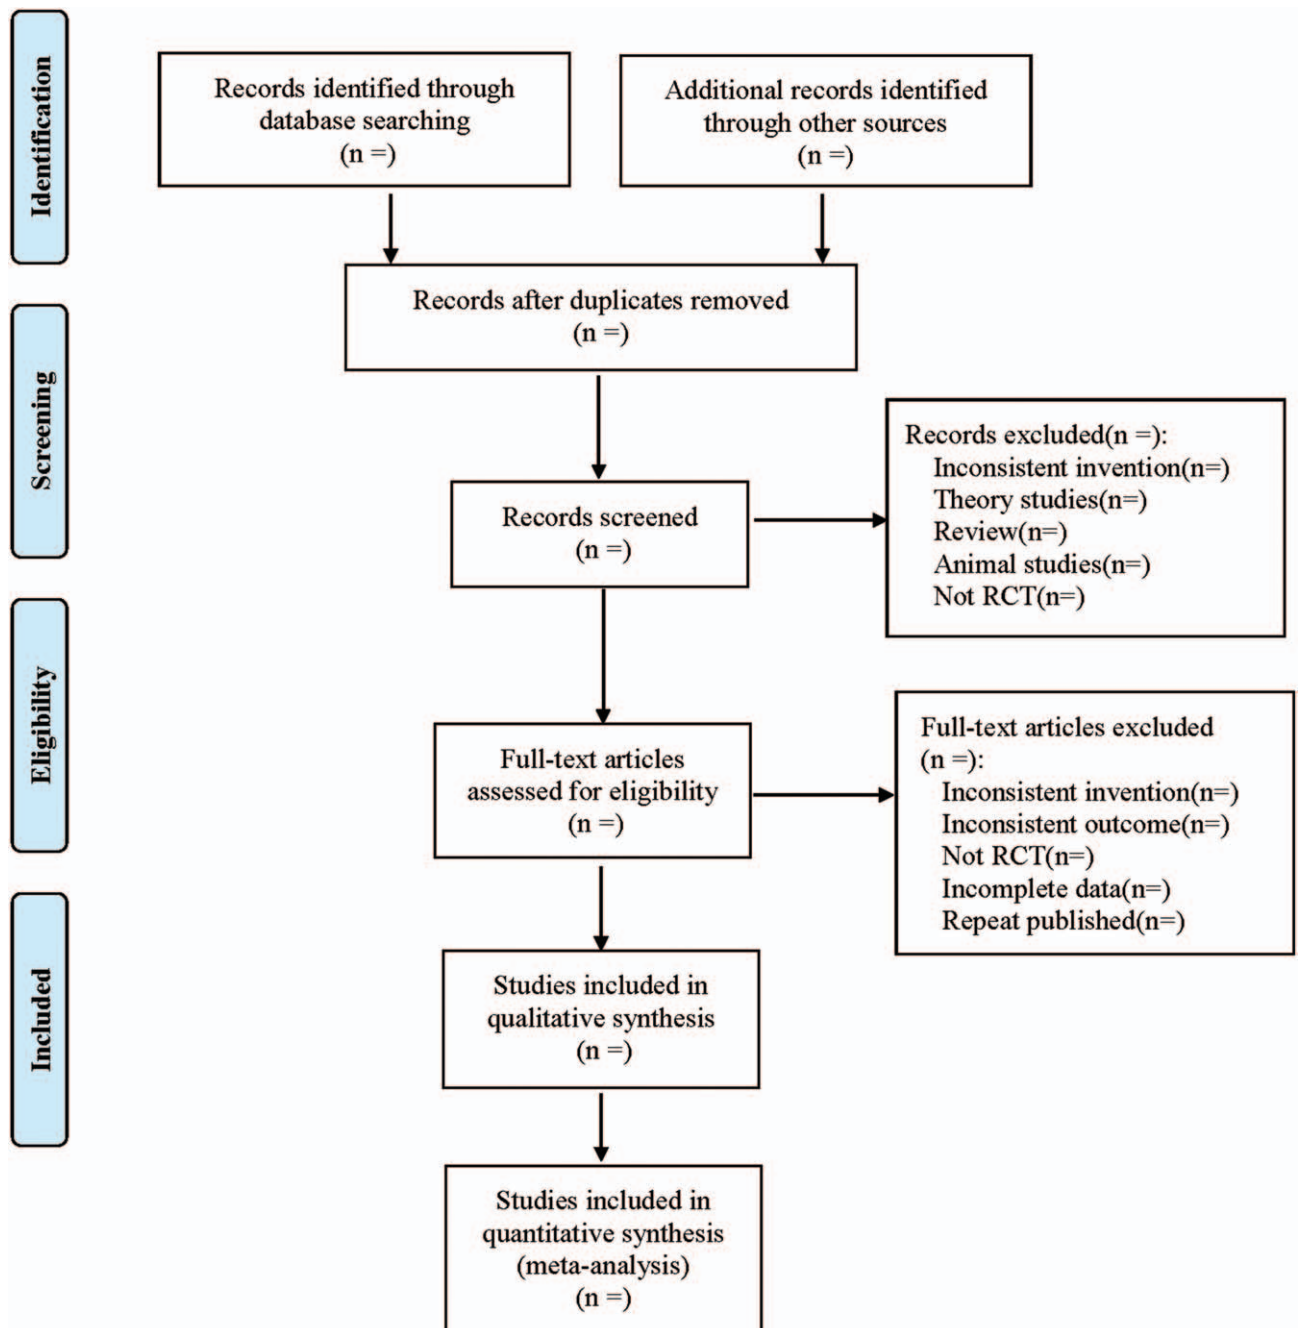 Identification
Records identified through
database searching
(n =)
Additional records identified
through other sources
(n =)
Records after duplicates removed
(n =)
Screening
Records screened
(n =)
Records excluded(n =):
Inconsistent invention(n=)
Theory studies(n=)
Review(n=)
Animal studies(n=)
Not RCT(n=)
Eligibility
Full-text articles
assessed for eligibility
(n =)
Full-text articles excluded
(n =):
Inconsistent invention(n=)
Inconsistent outcome(n=)
Not RCT(n=)
Incomplete data(n=)
Repeat published(n=)
Included
Studies included in
qualitative synthesis
(n =)
Studies included in
quantitative synthesis
(meta-analysis)
(n =)